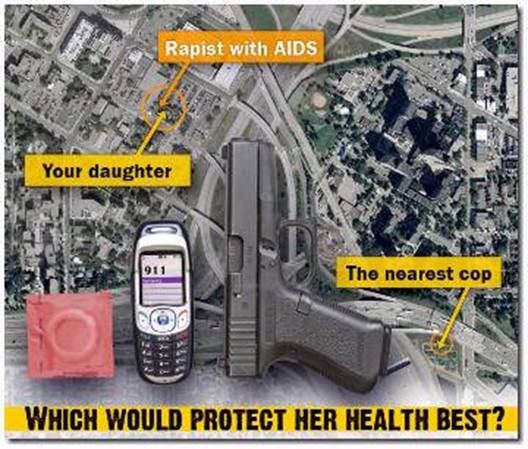 Rapist with AIDS
Your daughter
911
The nearest cop
WHICH WOULD PROTECT HER HEALTH BEST?